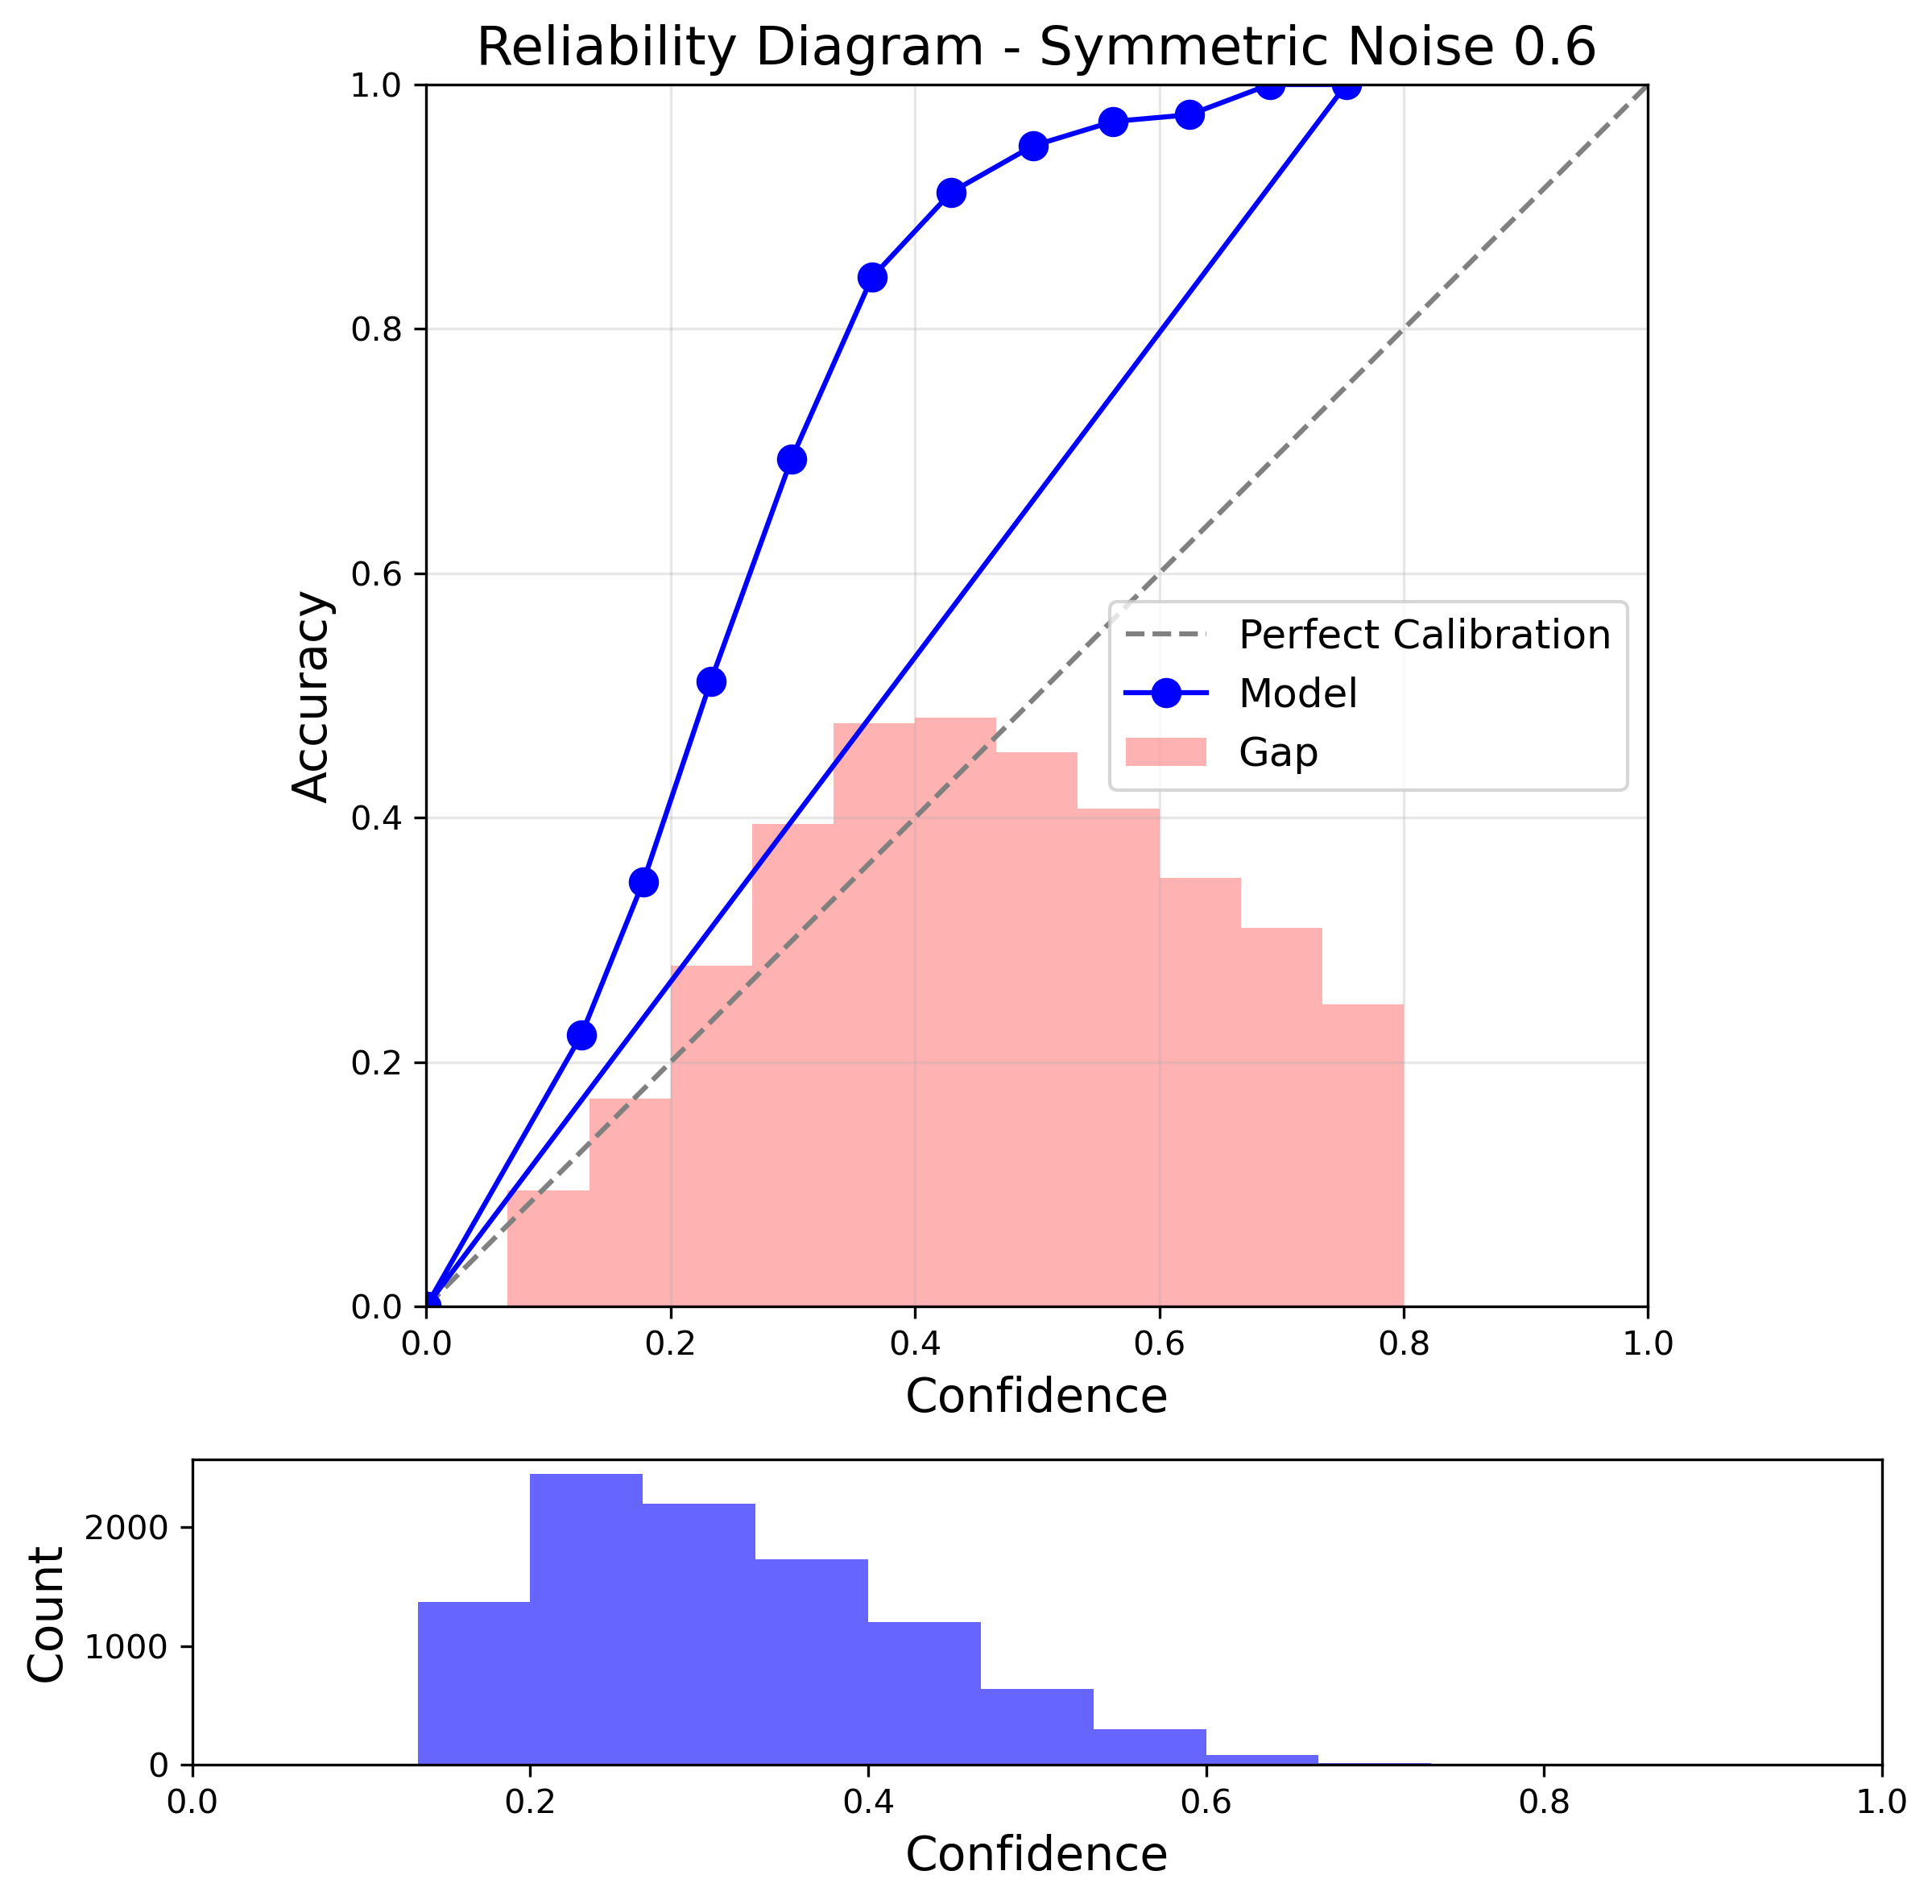 Reliability Diagram - Symmetric Noise 0.6
1.0
0.8
0.6
0.4
0.2
0.0
Accuracy
Perfect Calibration
Model
Gap
0.0 0.2 0.4 0.6 0.8 1.0
Confidence
2000
1000
0
Count
0.0 0.2 0.4 0.6 0.8 1.0
Confidence